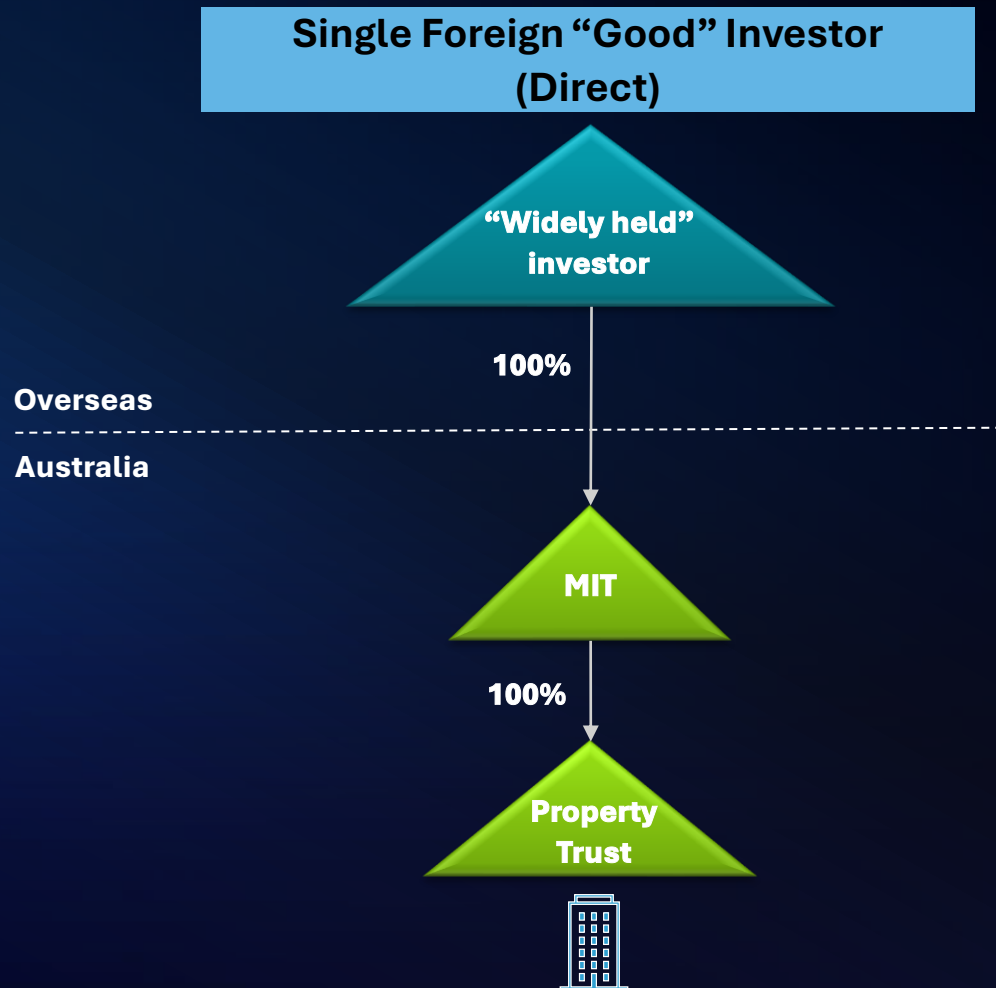 Single Foreign “Good” Investor
(Direct)
“Widely held”
investor
100%
Overseas
Australia
MIT
100%
Property
Trust